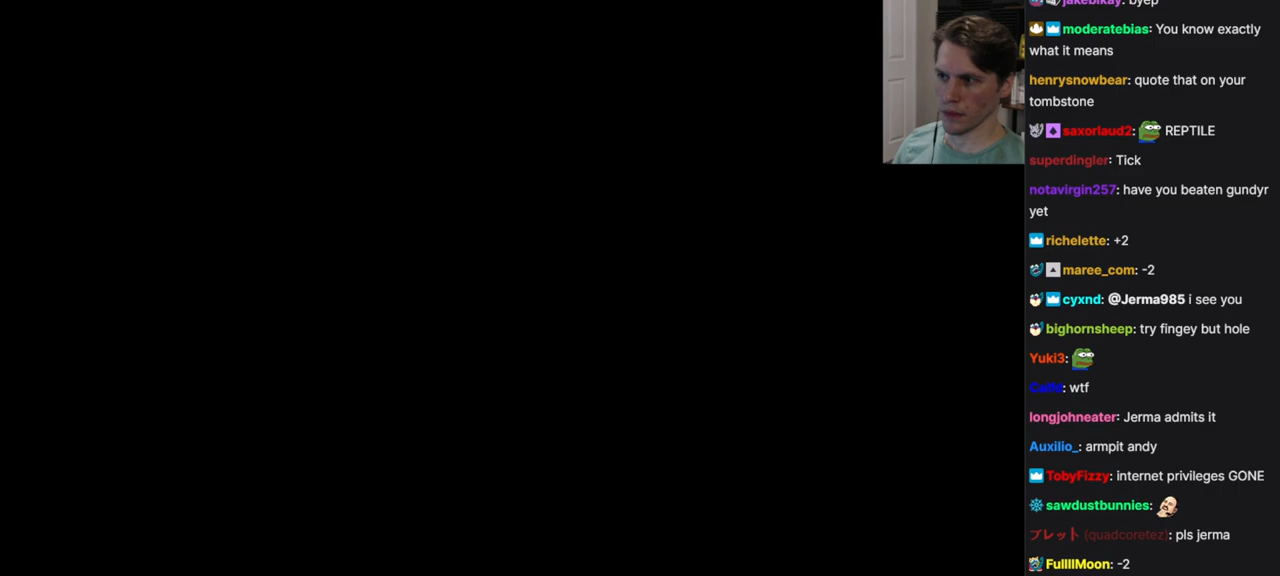 jakebikay: byep
moderatebias: You know exactly
what it means
henrysnowbear: quote that on your
tombstone
saxorlaud2: REPTILE
superdingler: Tick
notavirgin257: have you beaten gundyr
yet
richelette: +2
maree_com: -2
cyxnd: @Jerma985 i see you
bighornsheep: try fingey but hole
Yuki3:
: wtf
longjohneater: Jerma admits it
Auxilio_: armpit andy
TobyFizzy: internet privileges GONE
sawdustbunnies:
ブレット (quadcoretez): pls jerma
FullllMoon: -2